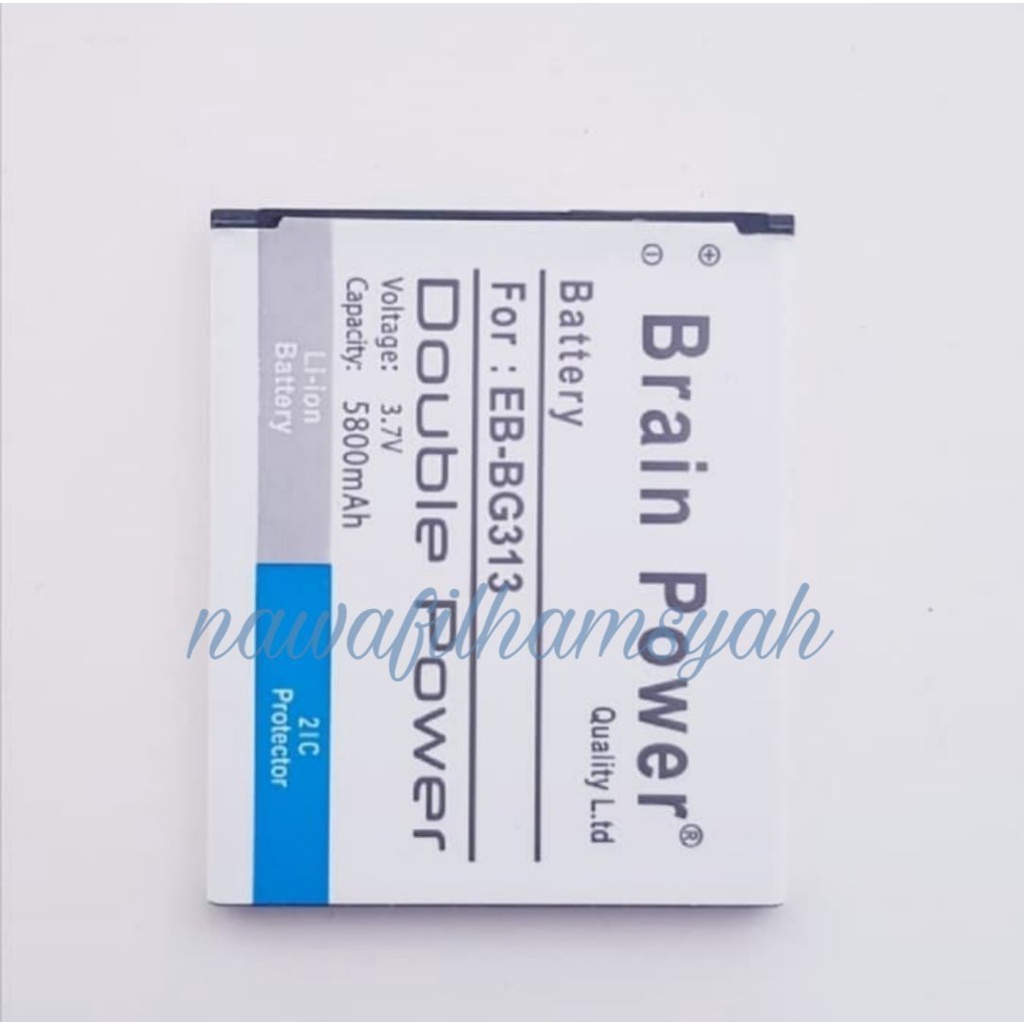 ⊖ ⊕
Brain Power®
Battery
Quality L.td
For : EB-BG313
Double Power
Voltage: 3.7V
Capacity: 5800mAh
Li-ion
Battery
2IC
Protector
nawafilhamsyah